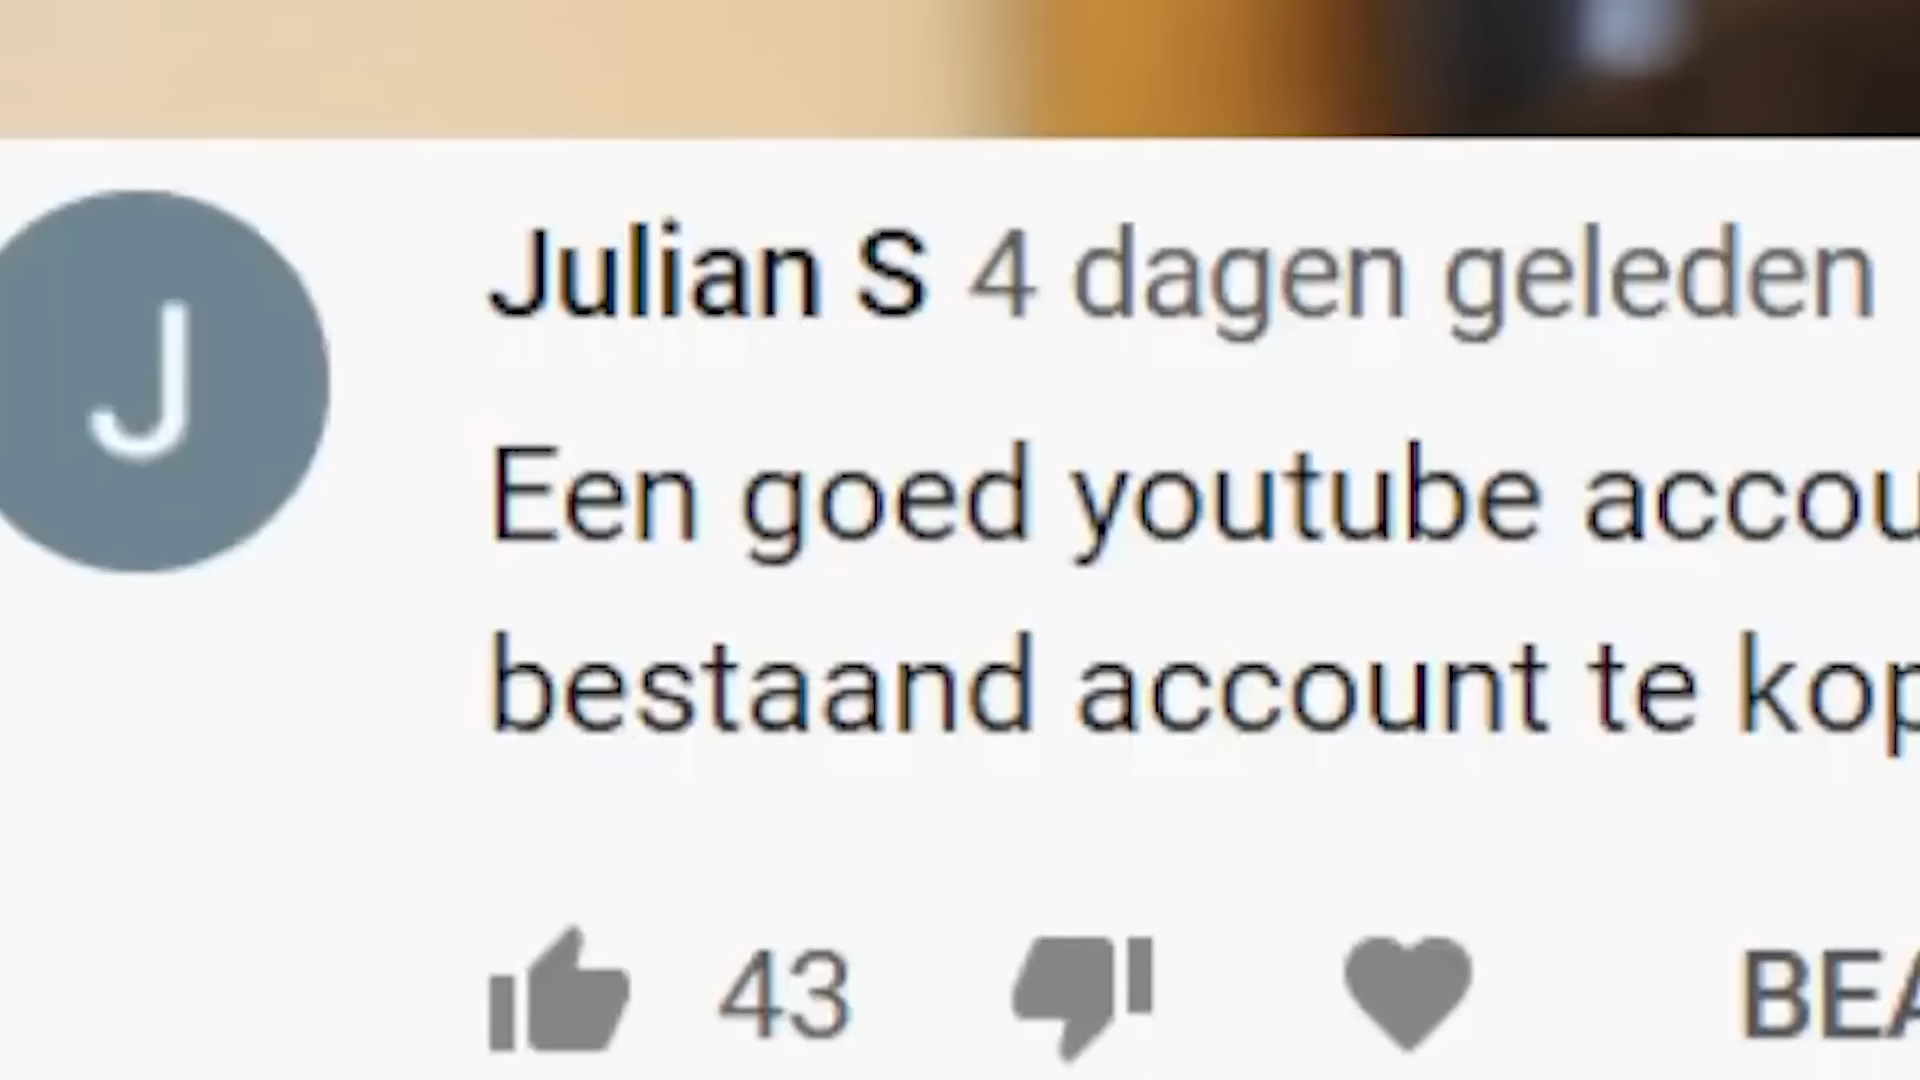 J
Julian S 4 dagen geleden
Een goed youtube accou
bestaand account te kop
43
BEA